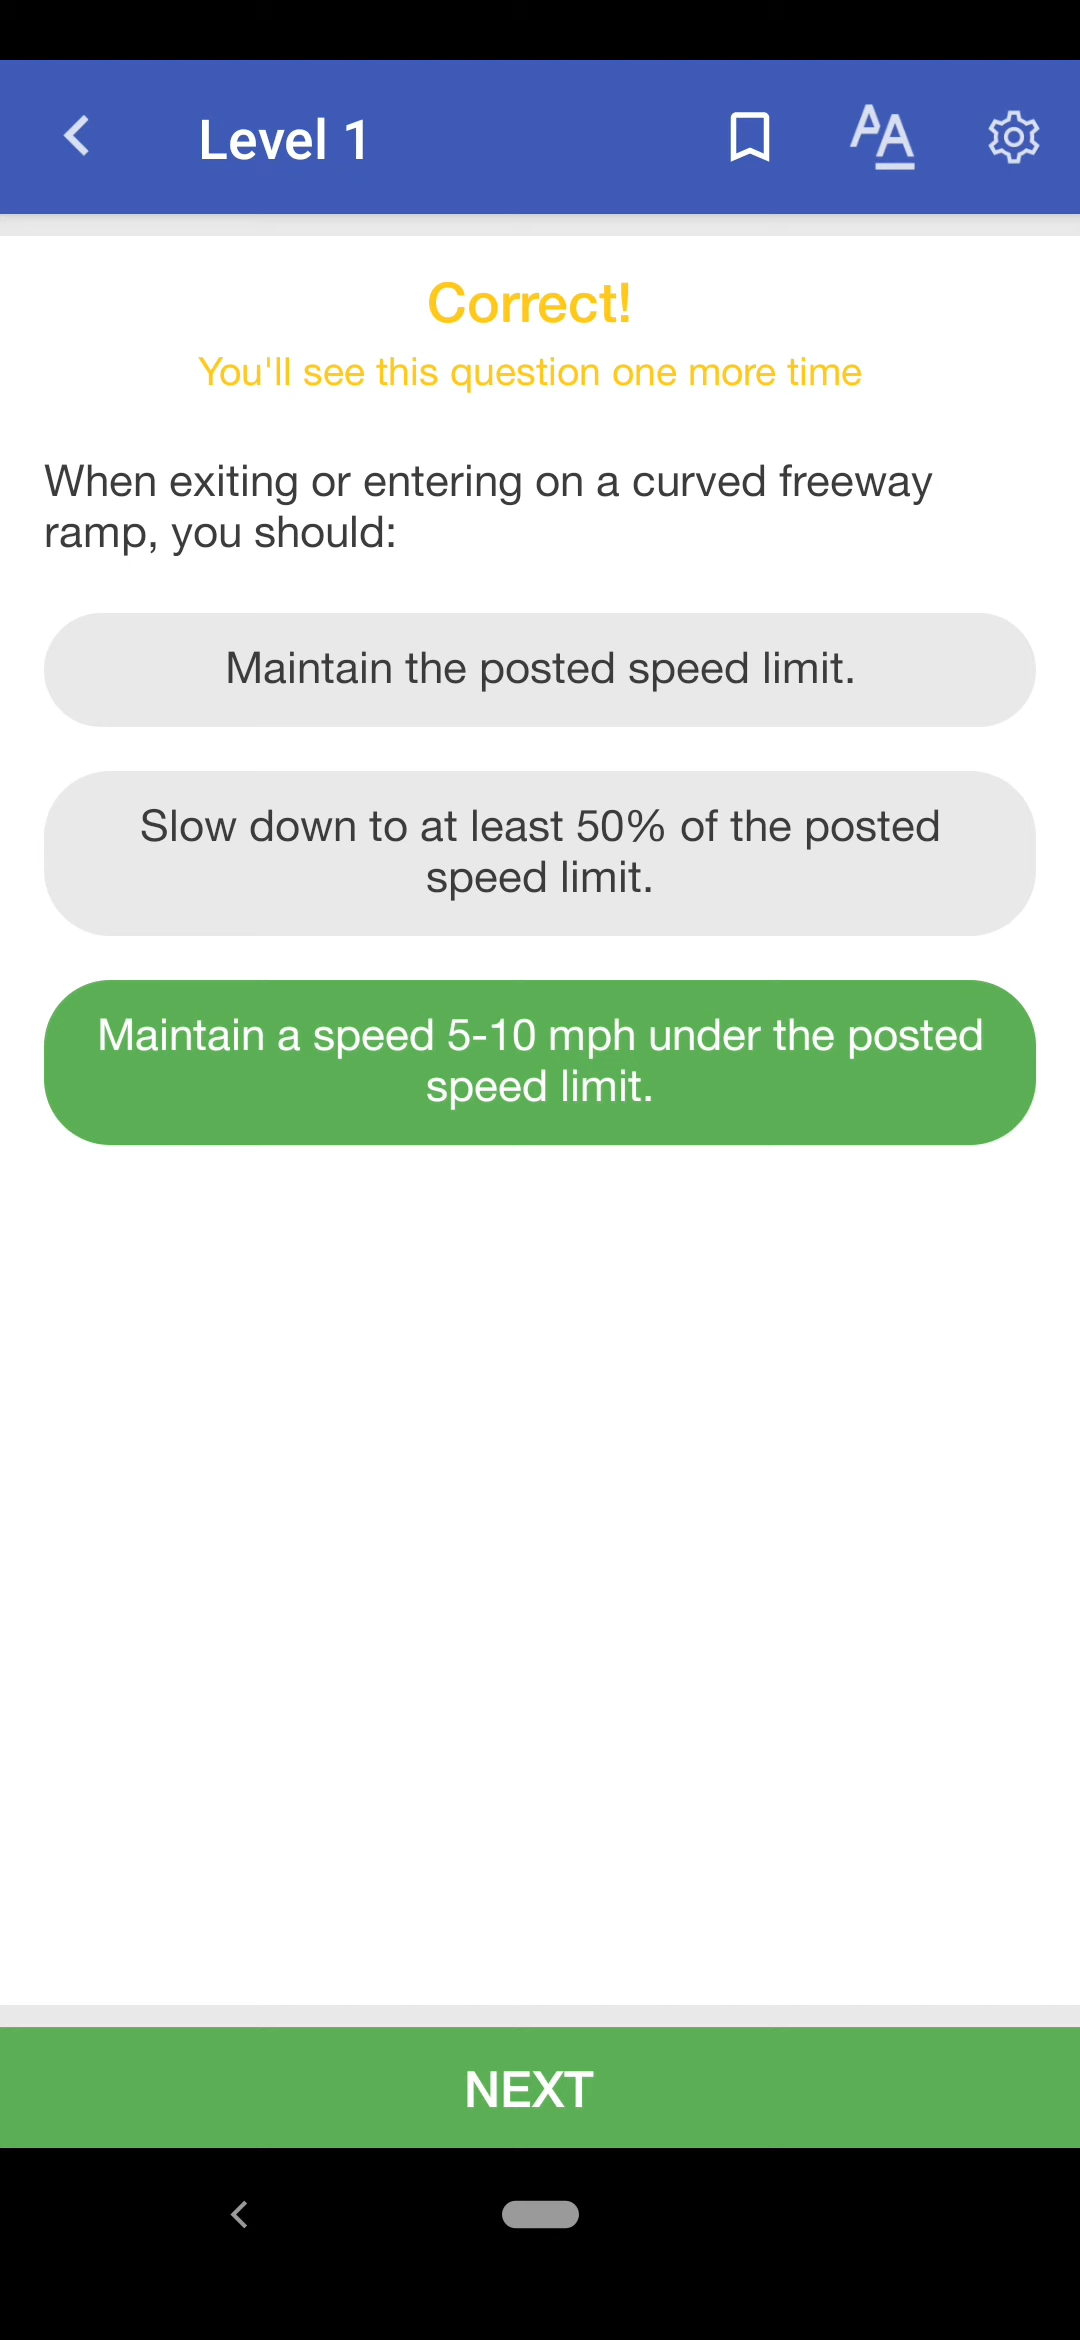 Level 1
Correct!
You'll see this question one more time
When exiting or entering on a curved freeway
ramp, you should:
Maintain the posted speed limit.
Slow down to at least 50% of the posted
speed limit.
Maintain a speed 5-10 mph under the posted
speed limit.
NEXT